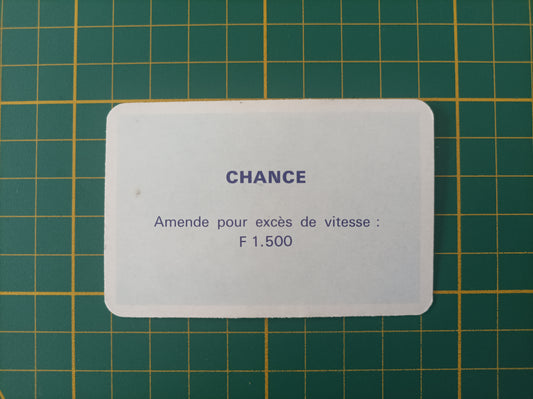 CHANCE
Amende pour excès de vitesse :
F 1.500